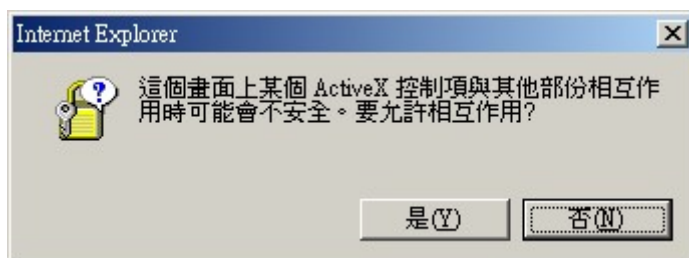 Internet Explorer
這個畫面上某個 ActiveX 控制項與其他部份相互作
用時可能會不安全。要允許相互作用?
是(Y)
否(N)